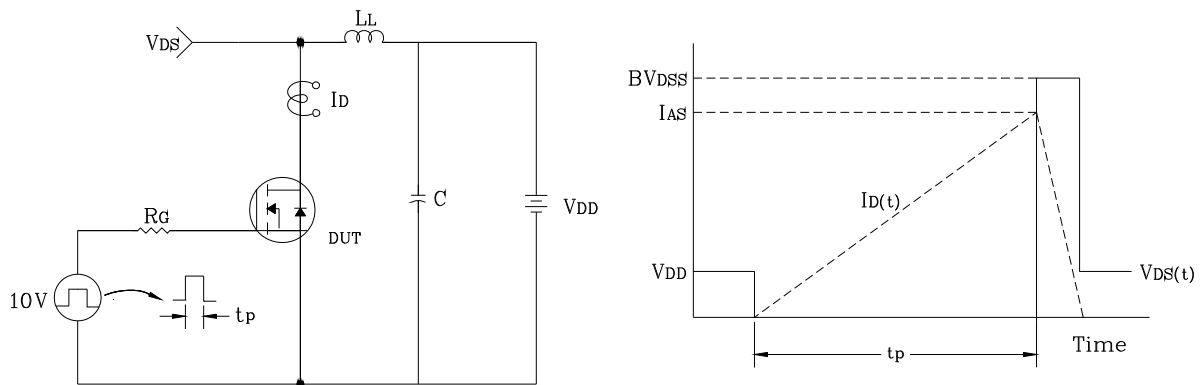 LL
VDS
ID
RG
C
VDD
DUT
10V
tp
BVDSS
IAS
ID(t)
VDD
VDS(t)
Time
tp